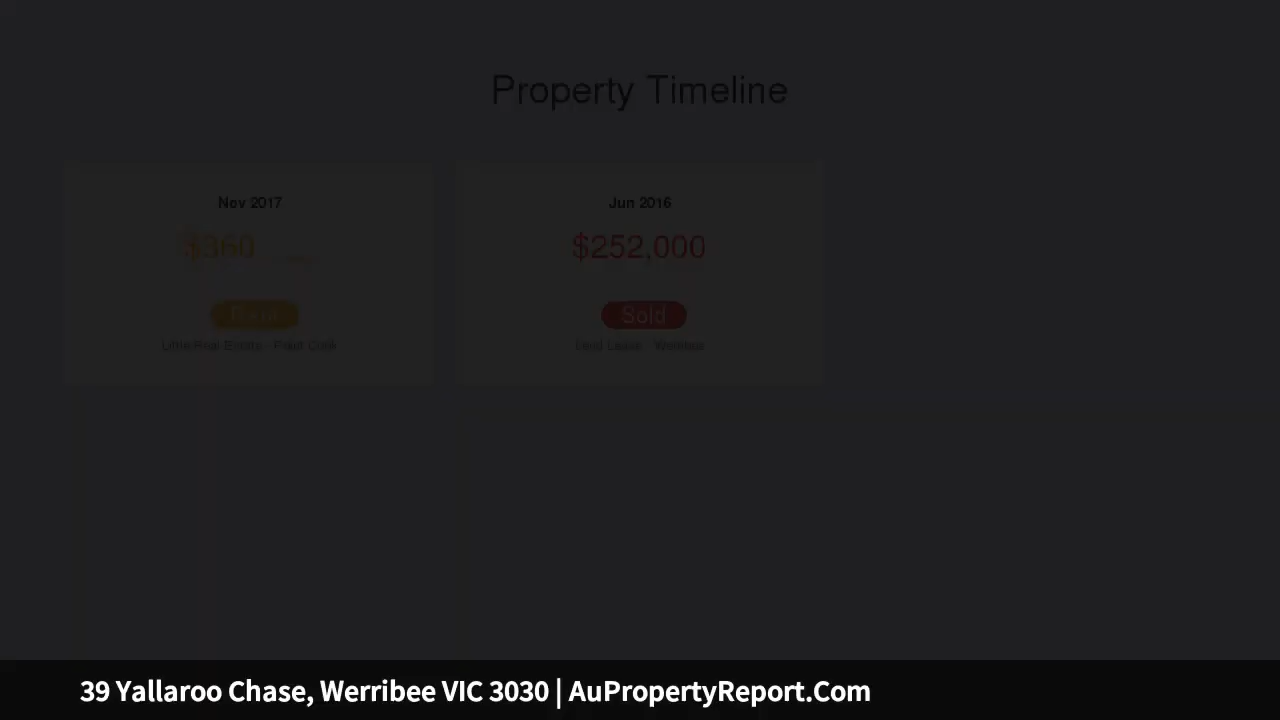 Property Timeline
Nov 2017
Jun 2016
$360
$252,000
Sold
39 Yallaroo Chase, Werribee VIC 3030 | AuPropertyReport.Com